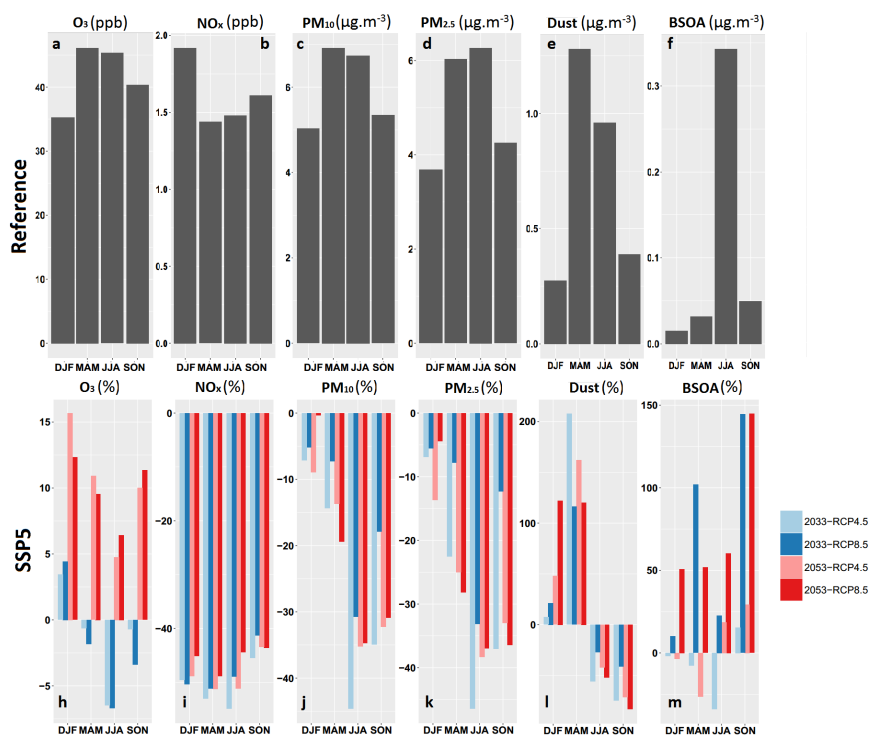 O₃ (ppb) NOx (ppb) PM₁₀ (µg.m⁻³) PM₂.₅ (µg.m⁻³) Dust (µg.m⁻³) BSOA (µg.m⁻³)
a b c d e f
Reference
40 30 20 10 0
2.0 1.5 1.0 0.5 0.0
6 4 2 0
6 4 2 0
1.0 0.5 0.0
0.3 0.2 0.1 0.0
DJF MAM JJA SON DJF MAM JJA SON DJF MAM JJA SON DJF MAM JJA SON DJF MAM JJA SON DJF MAM JJA SON
O₃ (%) NOx (%) PM₁₀ (%) PM₂.₅ (%) Dust (%) BSOA (%)
SSP5
15 10 5 0 −5
0 −20 −40
0 −10 −20 −30 −40
0 −10 −20 −30 −40
200 100 0
150 100 50 0
h i j k l m
DJF MAM JJA SON DJF MAM JJA SON DJF MAM JJA SON DJF MAM JJA SON DJF MAM JJA SON DJF MAM JJA SON
2033−RCP4.5
2033−RCP8.5
2053−RCP4.5
2053−RCP8.5